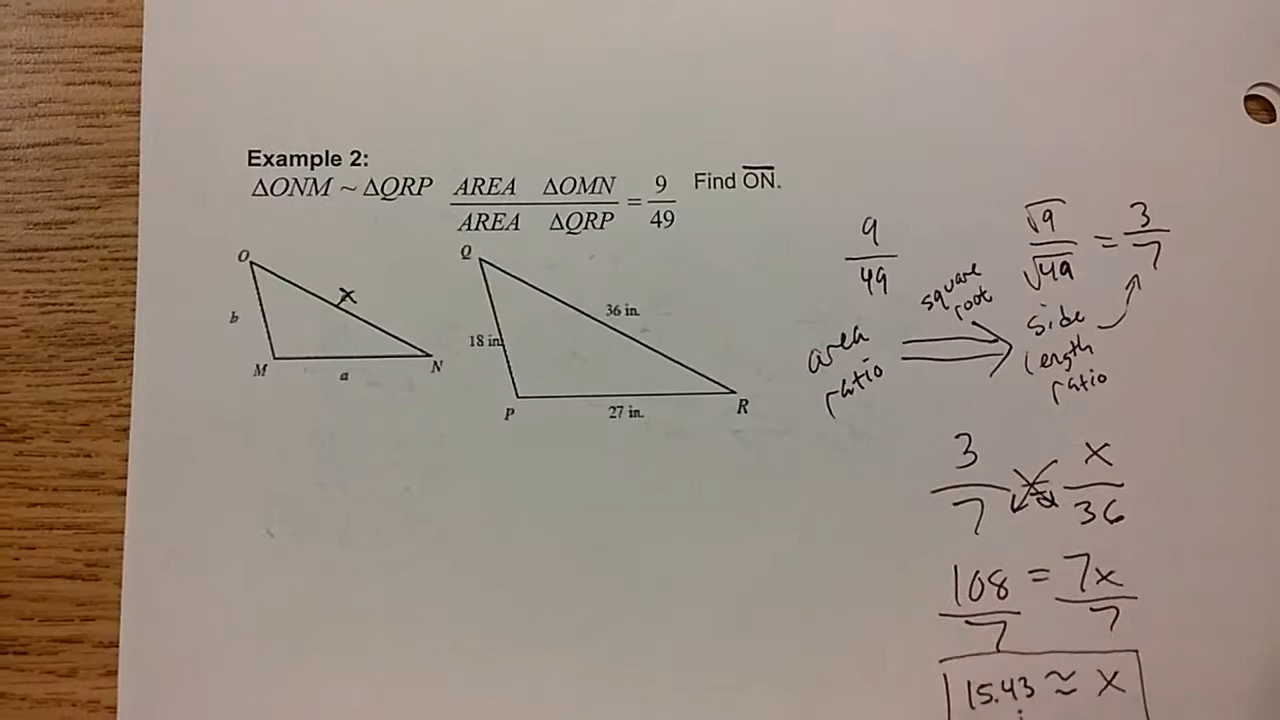 Example 2:
ΔONM ~ ΔQRP AREA ΔOMN / AREA ΔQRP = 9/49 Find O̅N̅.
O
x
b
M
a
N
Q
36 in.
18 in.
P
27 in.
R
9/49
√9/√49 = 3/7
area ratio
square root
side length ratio
3/7 = x/36
108/7 = 7x/7
15.43 ≈ x